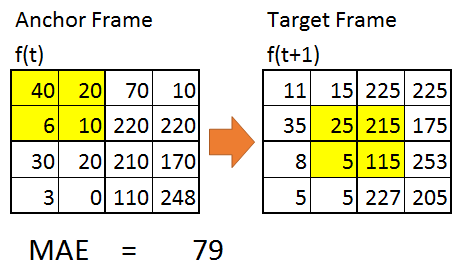 Anchor Frame
f(t)
40 20 70 10
6 10 220 220
30 20 210 170
3 0 110 248
Target Frame
f(t+1)
11 15 225 225
35 25 215 175
8 5 115 253
5 5 227 205
MAE = 79